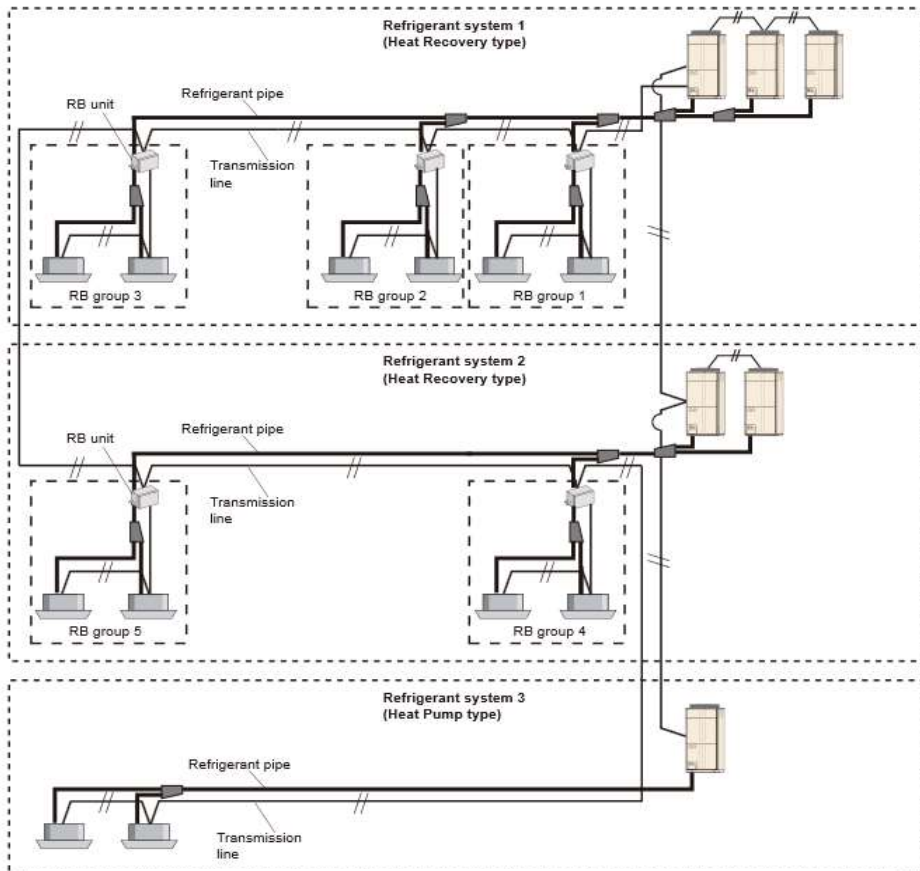 Refrigerant system 1
(Heat Recovery type)
Refrigerant pipe
RB unit
Transmission
line
RB group 3
RB group 2
RB group 1
Refrigerant system 2
(Heat Recovery type)
Refrigerant pipe
RB unit
Transmission
line
RB group 5
RB group 4
Refrigerant system 3
(Heat Pump type)
Refrigerant pipe
Transmission
line